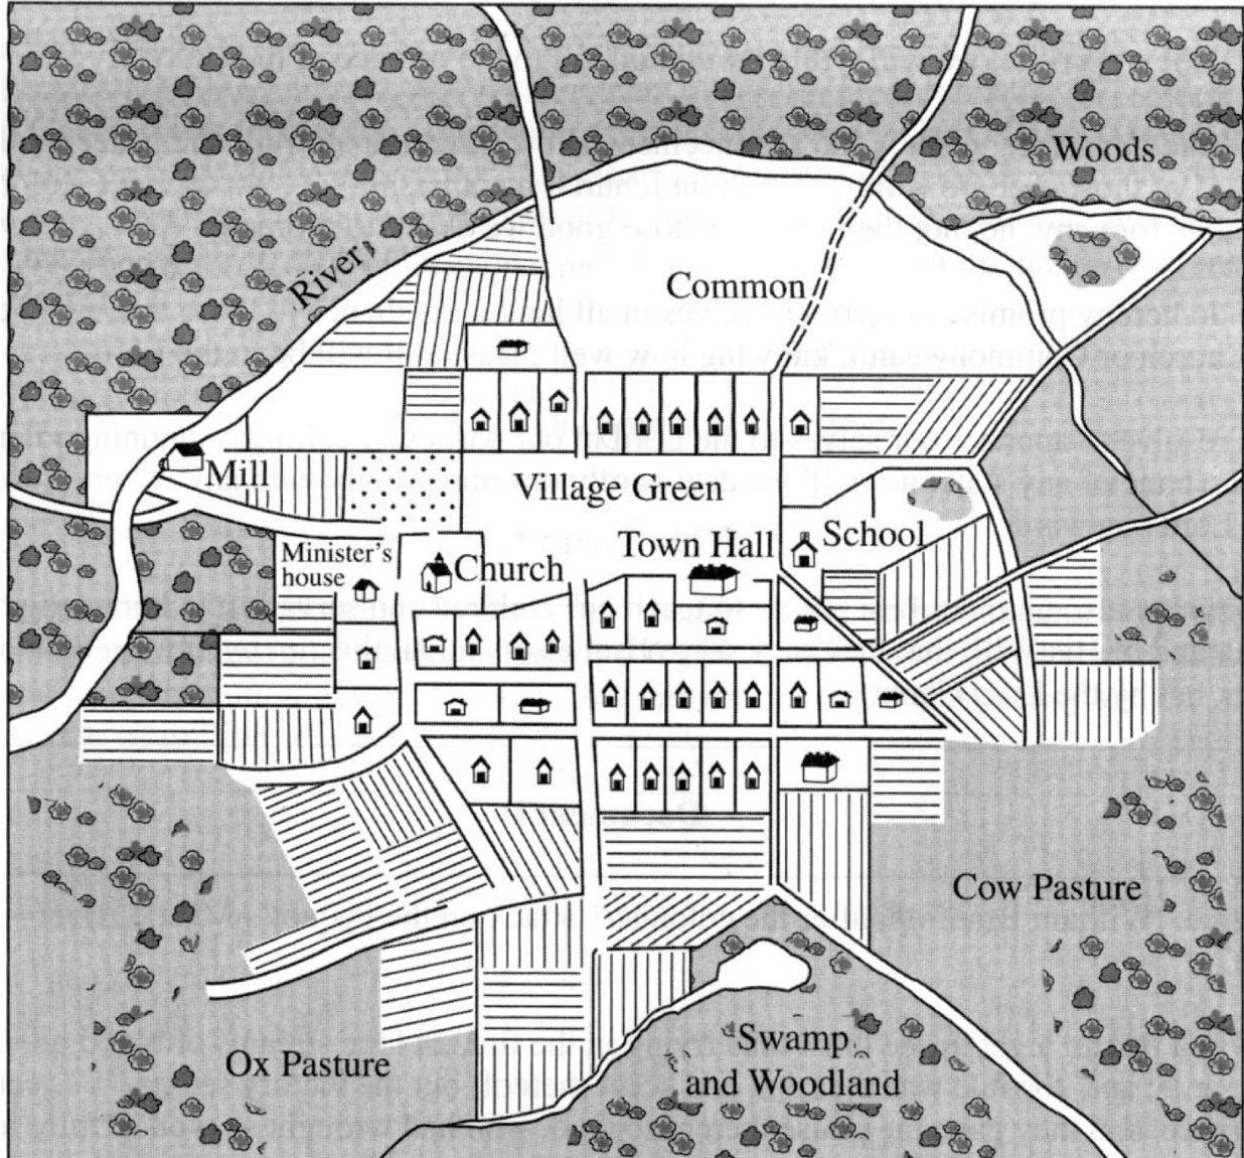 Woods
River
Common
Mill
Village Green
Minister's
house
Church
Town Hall
School
Cow Pasture
Ox Pasture
Swamp
and Woodland